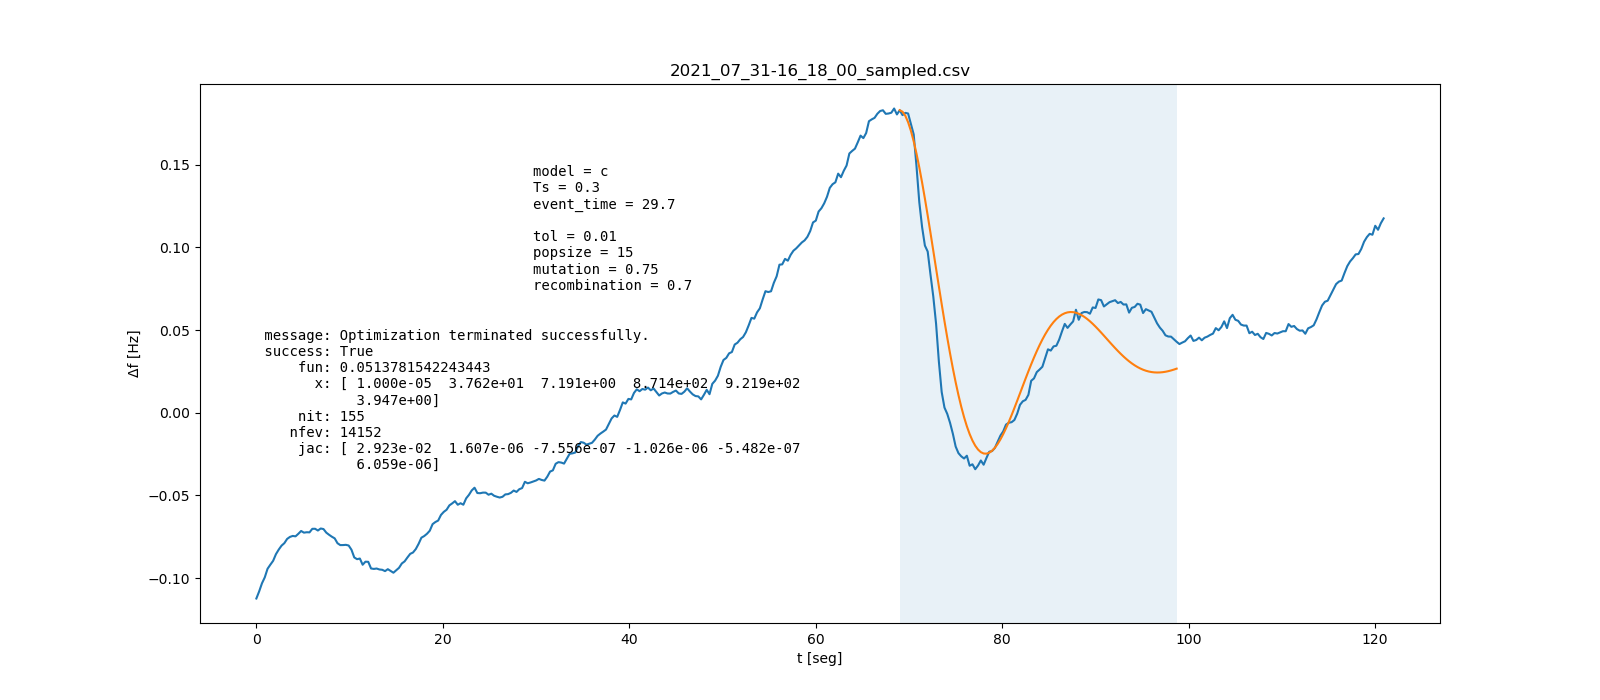 2021_07_31-16_18_00_sampled.csv
model = c
Ts = 0.3
event_time = 29.7
tol = 0.01
popsize = 15
mutation = 0.75
recombination = 0.7
message: Optimization terminated successfully.
success: True
fun: 0.0513781542243443
x: [ 1.000e-05 3.762e+01 7.191e+00 8.714e+02 9.219e+02
3.947e+00]
nit: 155
nfev: 14152
jac: [ 2.923e-02 1.607e-06 -7.556e-07 -1.026e-06 -5.482e-07
6.059e-06]
Δf [Hz]
0.15
0.10
0.05
0.00
−0.05
−0.10
0 20 40 60 80 100 120
t [seg]